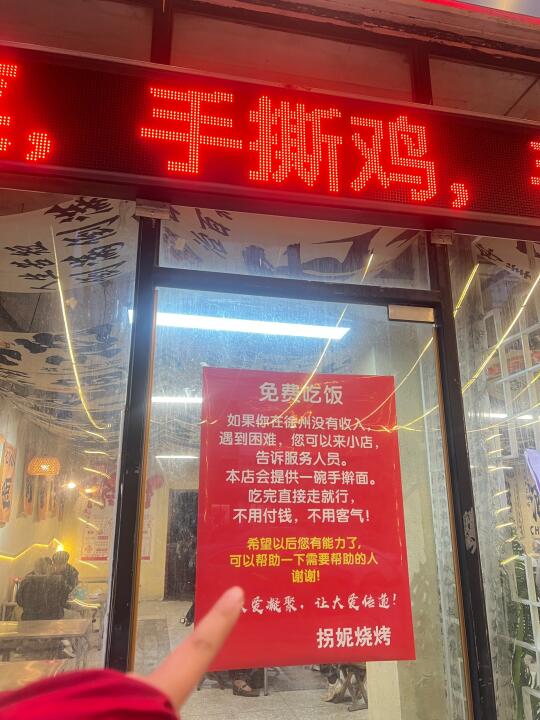 ，手撕鸡，
免费吃饭
如果你在徐州没有收入，
遇到困难，您可以来小店，
告诉服务人员。
本店会提供一碗手擀面。
吃完直接走就行，
不用付钱，不用客气！
希望以后您有能力了，
可以帮助一下需要帮助的人
谢谢！
爱凝聚，让大爱传道！
拐妮烧烤